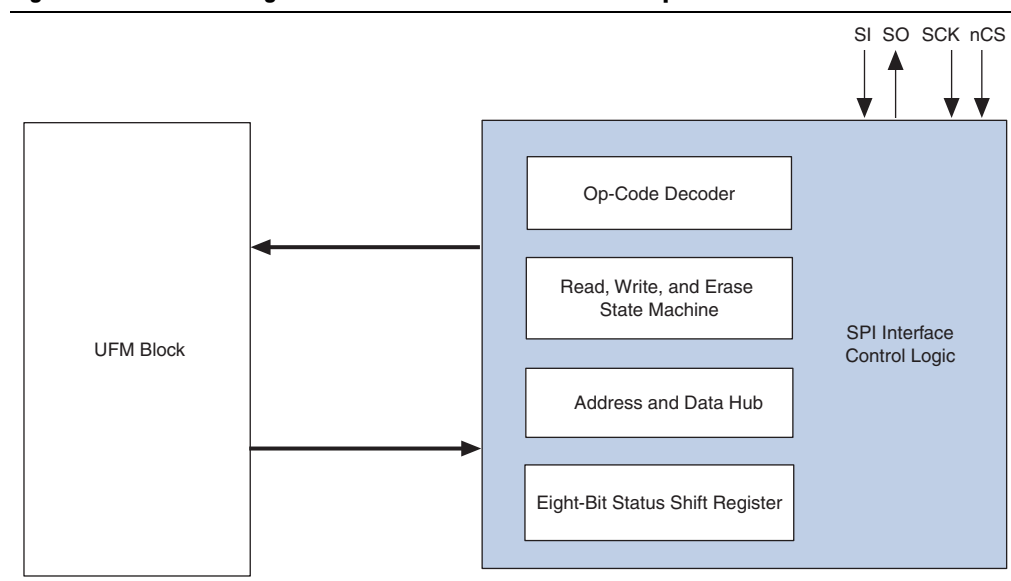 SI SO SCK nCS
Op-Code Decoder
Read, Write, and Erase
State Machine
SPI Interface
Control Logic
UFM Block
Address and Data Hub
Eight-Bit Status Shift Register